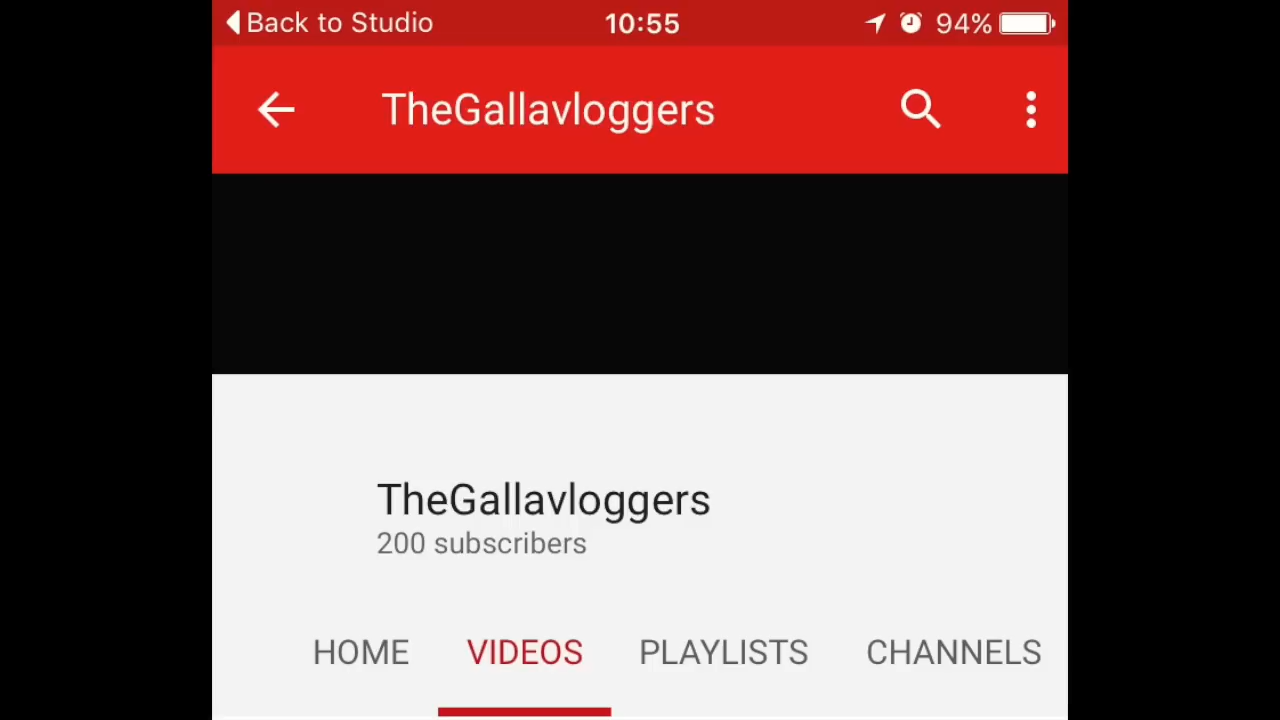 Back to Studio 10:55 94%
TheGallavloggers
TheGallavloggers
200 subscribers
HOME VIDEOS PLAYLISTS CHANNELS